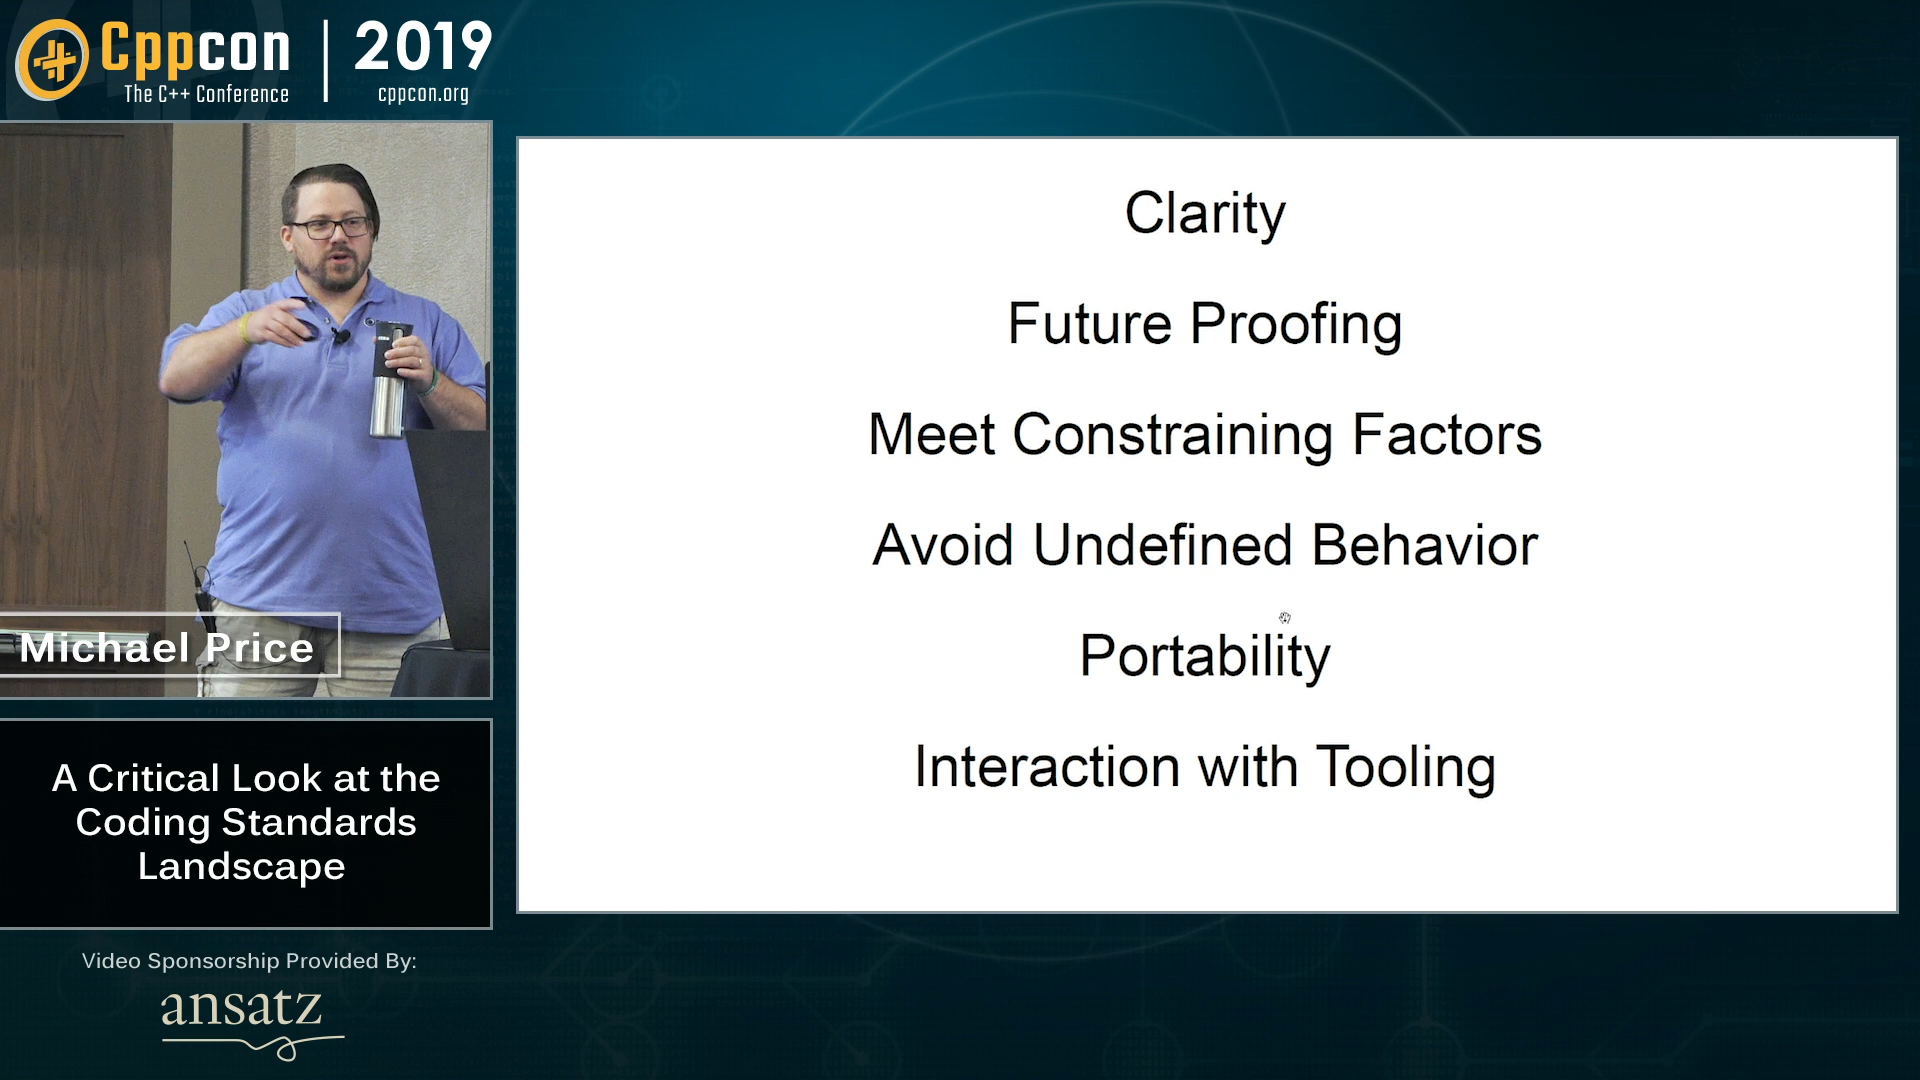 Cppcon
The C++ Conference
2019
cppcon.org
Clarity
Future Proofing
Meet Constraining Factors
Avoid Undefined Behavior
Portability
Interaction with Tooling
Michael Price
A Critical Look at the
Coding Standards
Landscape
Video Sponsorship Provided By:
ansatz